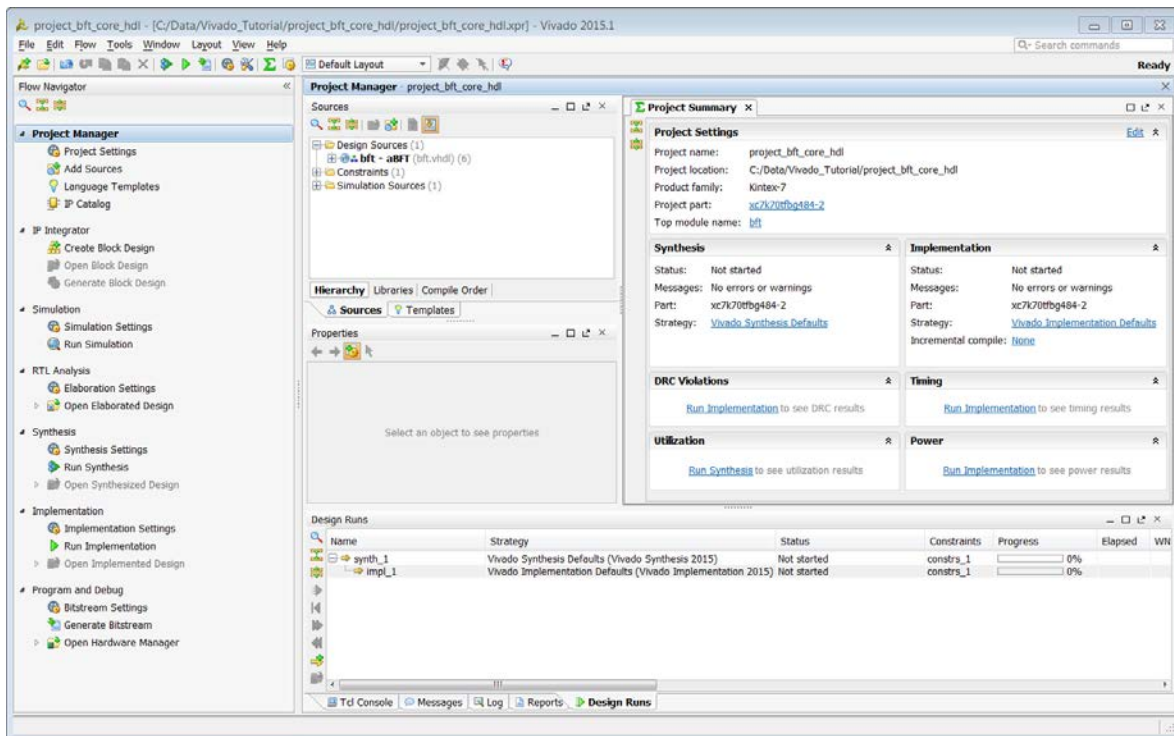 project_bft_core_hdl - [C:/Data/Vivado_Tutorial/project_bft_core_hdl/project_bft_core_hdl.xpr] - Vivado 2015.1
File Edit Flow Tools Window Layout View Help
Search commands
Default Layout
Ready
Flow Navigator
Project Manager
Project Settings
Add Sources
Language Templates
IP Catalog
IP Integrator
Create Block Design
Open Block Design
Generate Block Design
Simulation
Simulation Settings
Run Simulation
RTL Analysis
Elaboration Settings
Open Elaborated Design
Synthesis
Synthesis Settings
Run Synthesis
Open Synthesized Design
Implementation
Implementation Settings
Run Implementation
Open Implemented Design
Program and Debug
Bitstream Settings
Generate Bitstream
Open Hardware Manager
Project Manager - project_bft_core_hdl
Sources
Design Sources (1)
bft - aBFT (bft.vhdl) (6)
Constraints (1)
Simulation Sources (1)
Hierarchy Libraries Compile Order
Sources Templates
Properties
Select an object to see properties
Project Summary
Project Settings Edit
Project name: project_bft_core_hdl
Project location: C:/Data/Vivado_Tutorial/project_bft_core_hdl
Product family: Kintex-7
Project part: xc7k70tfbg484-2
Top module name: bft
Synthesis
Status: Not started
Messages: No errors or warnings
Part: xc7k70tfbg484-2
Strategy: Vivado Synthesis Defaults
Implementation
Status: Not started
Messages: No errors or warnings
Part: xc7k70tfbg484-2
Strategy: Vivado Implementation Defaults
Incremental compile: None
DRC Violations
Run Implementation to see DRC results
Timing
Run Implementation to see timing results
Utilization
Run Synthesis to see utilization results
Power
Run Implementation to see power results
Design Runs
Name Strategy Status Constraints Progress Elapsed WN
synth_1 Vivado Synthesis Defaults (Vivado Synthesis 2015) Not started constrs_1 0%
impl_1 Vivado Implementation Defaults (Vivado Implementation 2015) Not started constrs_1 0%
Tcl Console Messages Log Reports Design Runs